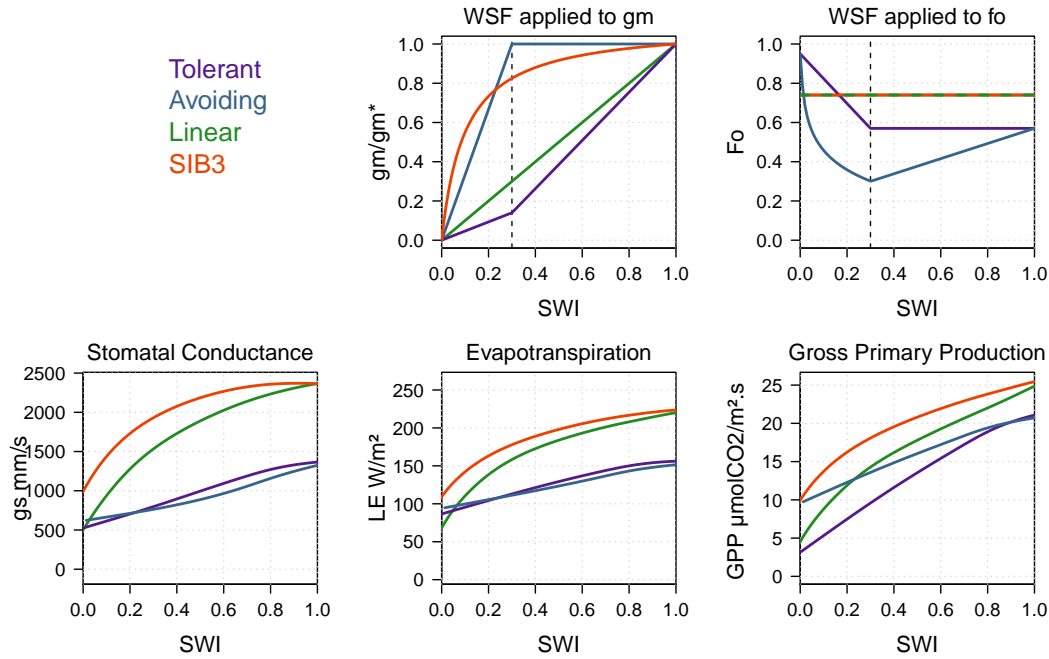 WSF applied to gm
WSF applied to fo
Tolerant
Avoiding
Linear
SIB3
gm/gm*
1.0
0.8
0.6
0.4
0.2
0.0
0.0 0.2 0.4 0.6 0.8 1.0
SWI
Fo
1.0
0.8
0.6
0.4
0.2
0.0
0.0 0.2 0.4 0.6 0.8 1.0
SWI
Stomatal Conductance
gs mm/s
2500
2000
1500
1000
500
0
0.0 0.2 0.4 0.6 0.8 1.0
SWI
Evapotranspiration
LE W/m²
250
200
150
100
50
0
0.0 0.2 0.4 0.6 0.8 1.0
SWI
Gross Primary Production
GPP µmolCO2/m².s
25
20
15
10
5
0
0.0 0.2 0.4 0.6 0.8 1.0
SWI